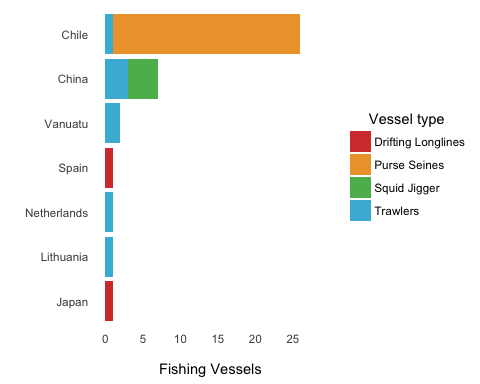 Chile
China
Vanuatu
Spain
Netherlands
Lithuania
Japan
0 5 10 15 20 25
Fishing Vessels
Vessel type
Drifting Longlines
Purse Seines
Squid Jigger
Trawlers